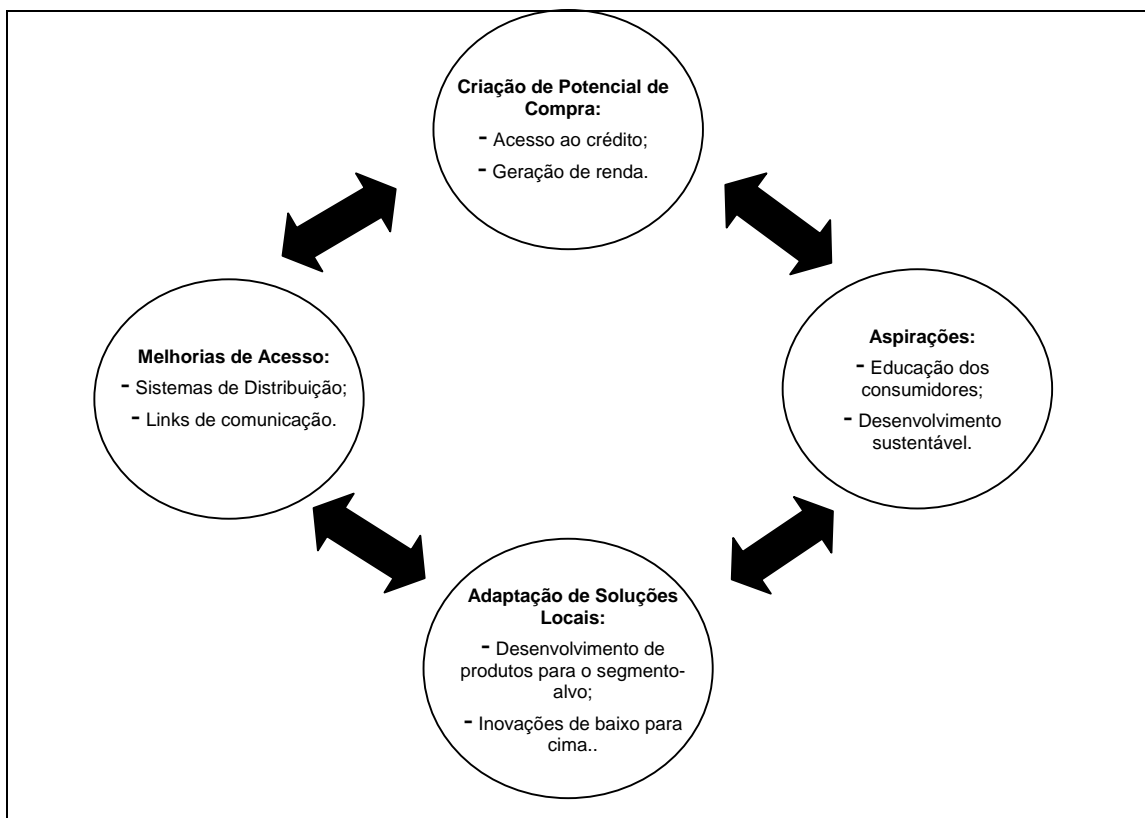 Criação de Potencial de
Compra:
- Acesso ao crédito;
- Geração de renda.
Melhorias de Acesso:
- Sistemas de Distribuição;
- Links de comunicação.
Aspirações:
- Educação dos
consumidores;
- Desenvolvimento
sustentável.
Adaptação de Soluções
Locais:
- Desenvolvimento de
produtos para o segmento-
alvo;
- Inovações de baixo para
cima..